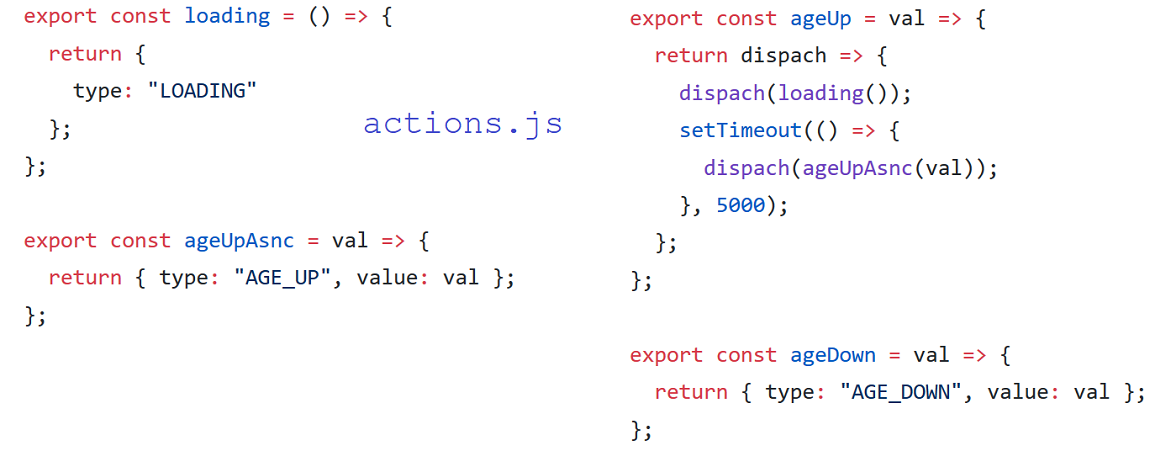 export const loading = () => {
  return {
    type: "LOADING"
  };
};
actions.js
export const ageUpAsnc = val => {
  return { type: "AGE_UP", value: val };
};
export const ageUp = val => {
  return dispach => {
    dispach(loading());
    setTimeout(() => {
      dispach(ageUpAsnc(val));
    }, 5000);
  };
};
export const ageDown = val => {
  return { type: "AGE_DOWN", value: val };
};